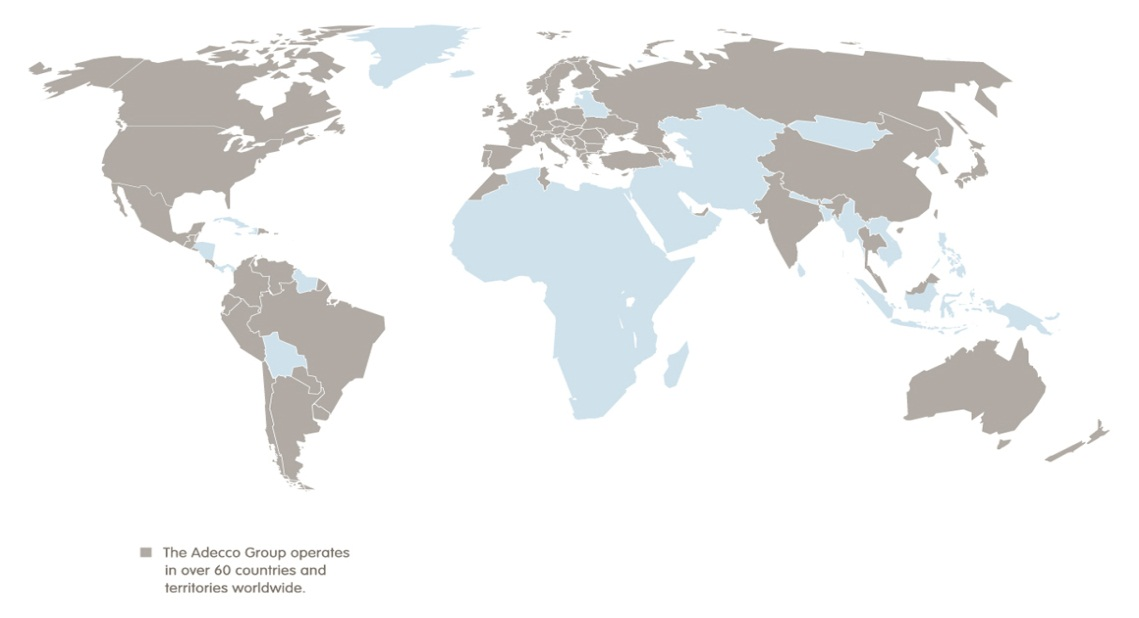 The Adecco Group operates
in over 60 countries and
territories worldwide.